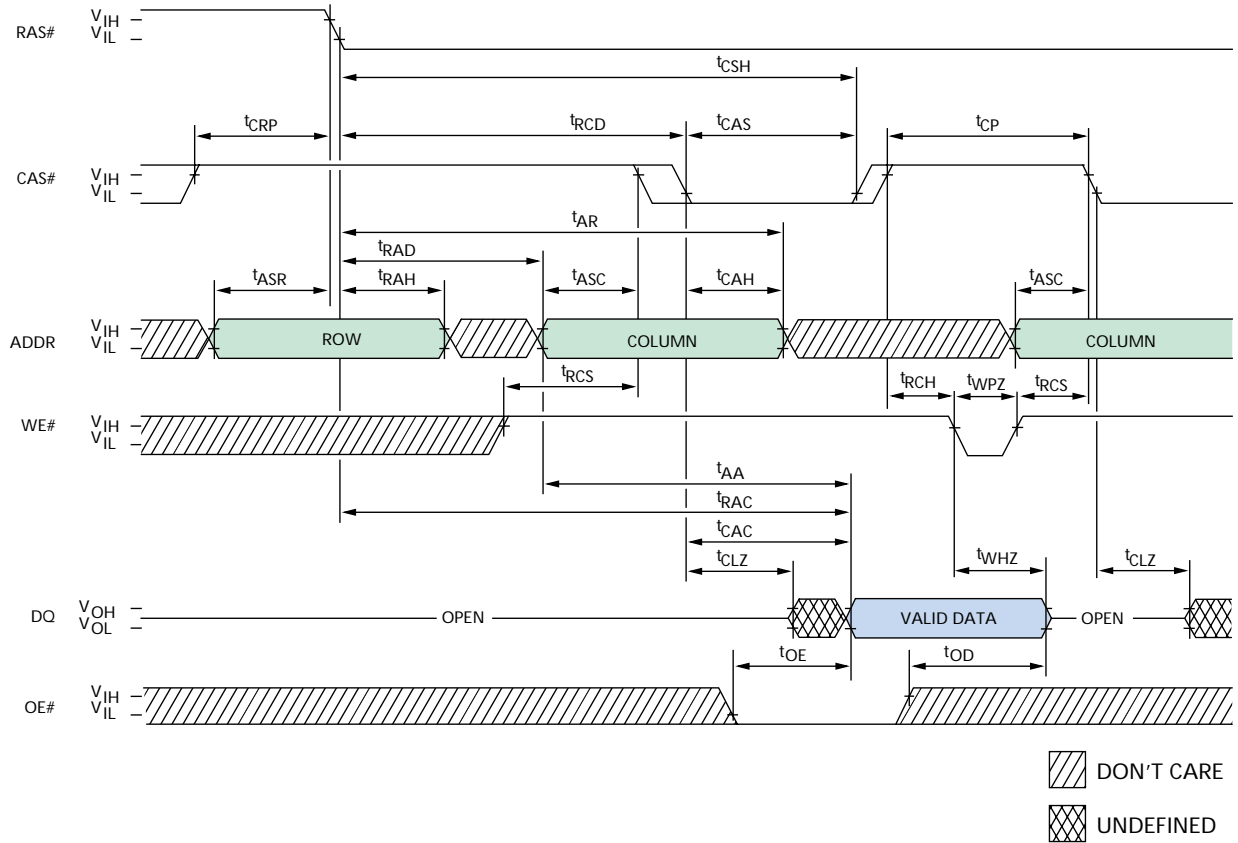 RAS#
VIH
VIL
tCSH
tCRP
tRCD
tCAS
tCP
CAS#
VIH
VIL
tAR
tRAD
tASR
tRAH
tASC
tCAH
tASC
ADDR
VIH
VIL
ROW
COLUMN
COLUMN
tRCS
tRCH
tWPZ
tRCS
WE#
VIH
VIL
tAA
tRAC
tCAC
tCLZ
tWHZ
tCLZ
DQ
VOH
VOL
OPEN
VALID DATA
OPEN
tOE
tOD
OE#
VIH
VIL
DON'T CARE
UNDEFINED